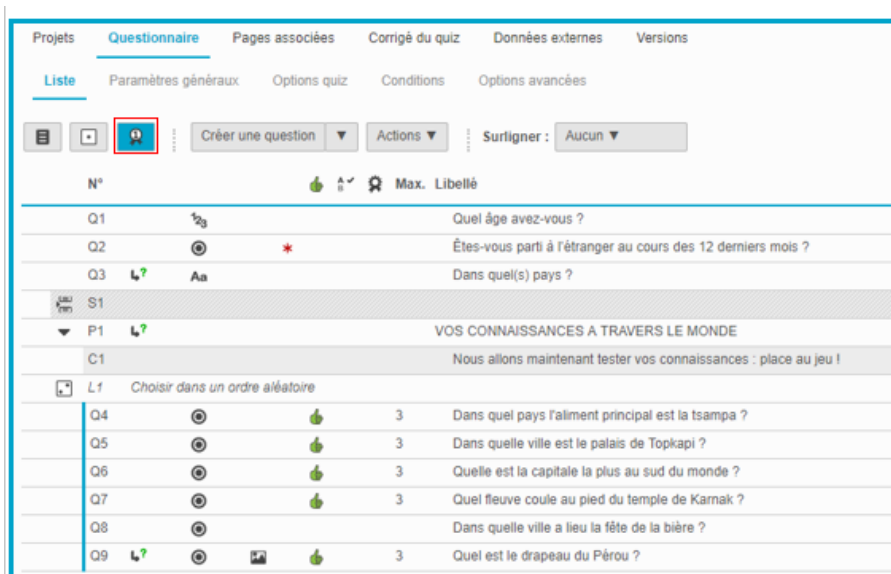 Projets Questionnaire Pages associées Corrigé du quiz Données externes Versions
Liste Paramètres généraux Options quiz Conditions Options avancées
Créer une question ▼ Actions ▼ Surligner : Aucun ▼
N° Max. Libellé
Q1 Quel âge avez-vous ?
Q2 * Êtes-vous parti à l'étranger au cours des 12 derniers mois ?
Q3 ? Aa Dans quel(s) pays ?
S1
P1 ? VOS CONNAISSANCES A TRAVERS LE MONDE
C1 Nous allons maintenant tester vos connaissances : place au jeu !
L1 Choisir dans un ordre aléatoire
Q4 3 Dans quel pays l'aliment principal est la tsampa ?
Q5 3 Dans quelle ville est le palais de Topkapi ?
Q6 3 Quelle est la capitale la plus au sud du monde ?
Q7 3 Quel fleuve coule au pied du temple de Karnak ?
Q8 Dans quelle ville a lieu la fête de la bière ?
Q9 ? 3 Quel est le drapeau du Pérou ?